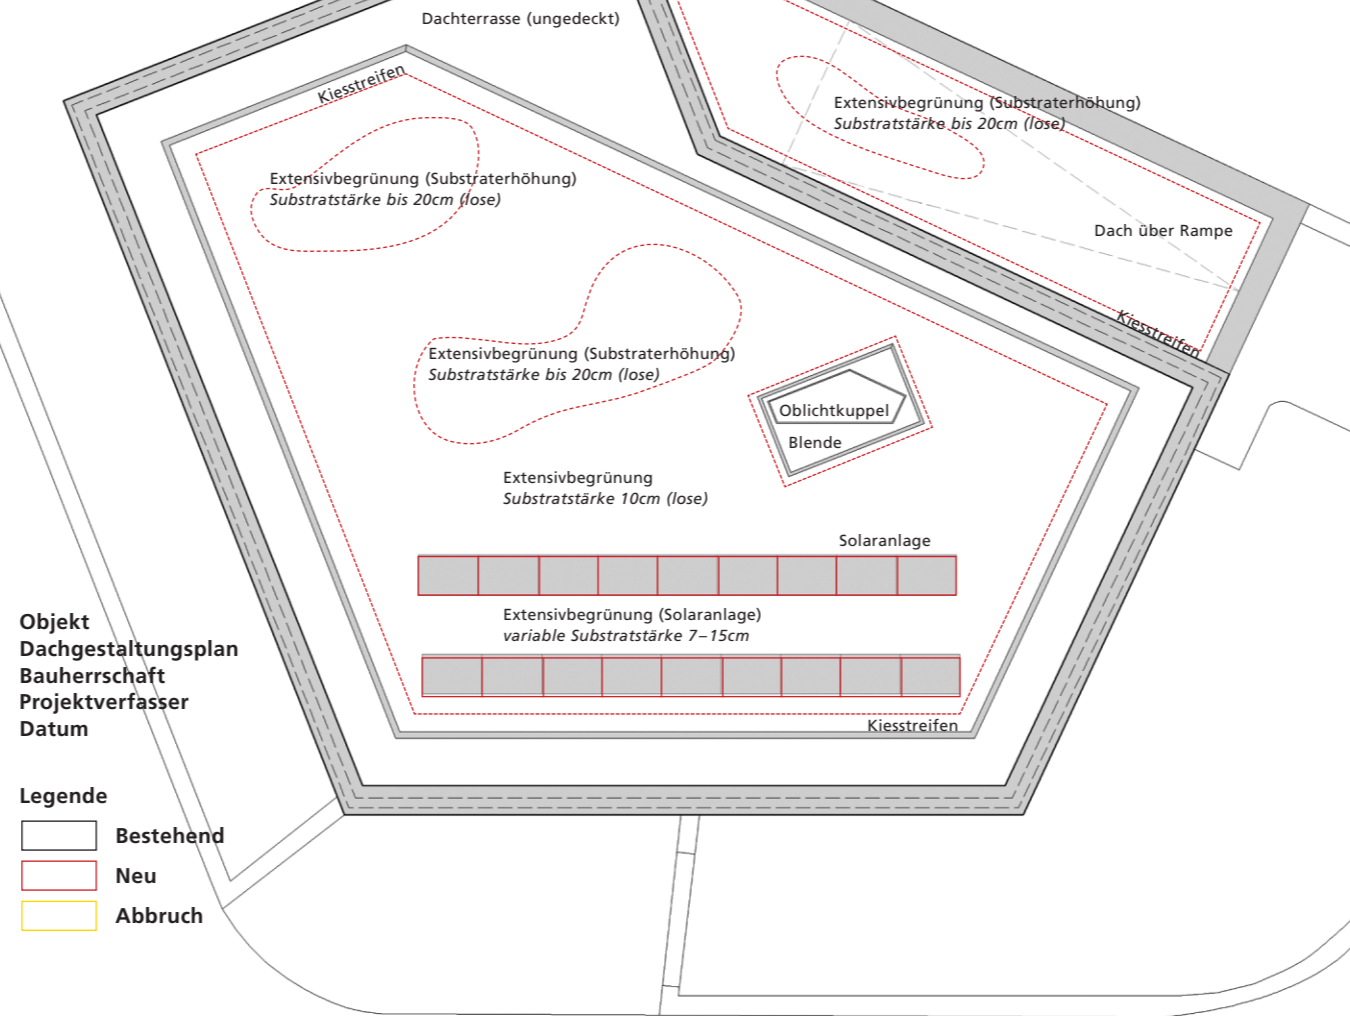 Dachterrasse (ungedeckt)
Kiesstreifen
Extensivbegrünung (Substraterhöhung)
Substratstärke bis 20cm (lose)
Extensivbegrünung (Substraterhöhung)
Substratstärke bis 20cm (lose)
Dach über Rampe
Kiesstreifen
Extensivbegrünung (Substraterhöhung)
Substratstärke bis 20cm (lose)
Oblichtkuppel
Blende
Extensivbegrünung
Substratstärke 10cm (lose)
Solaranlage
Extensivbegrünung (Solaranlage)
variable Substratstärke 7–15cm
Kiesstreifen
Objekt
Dachgestaltungsplan
Bauherrschaft
Projektverfasser
Datum
Legende
Bestehend
Neu
Abbruch